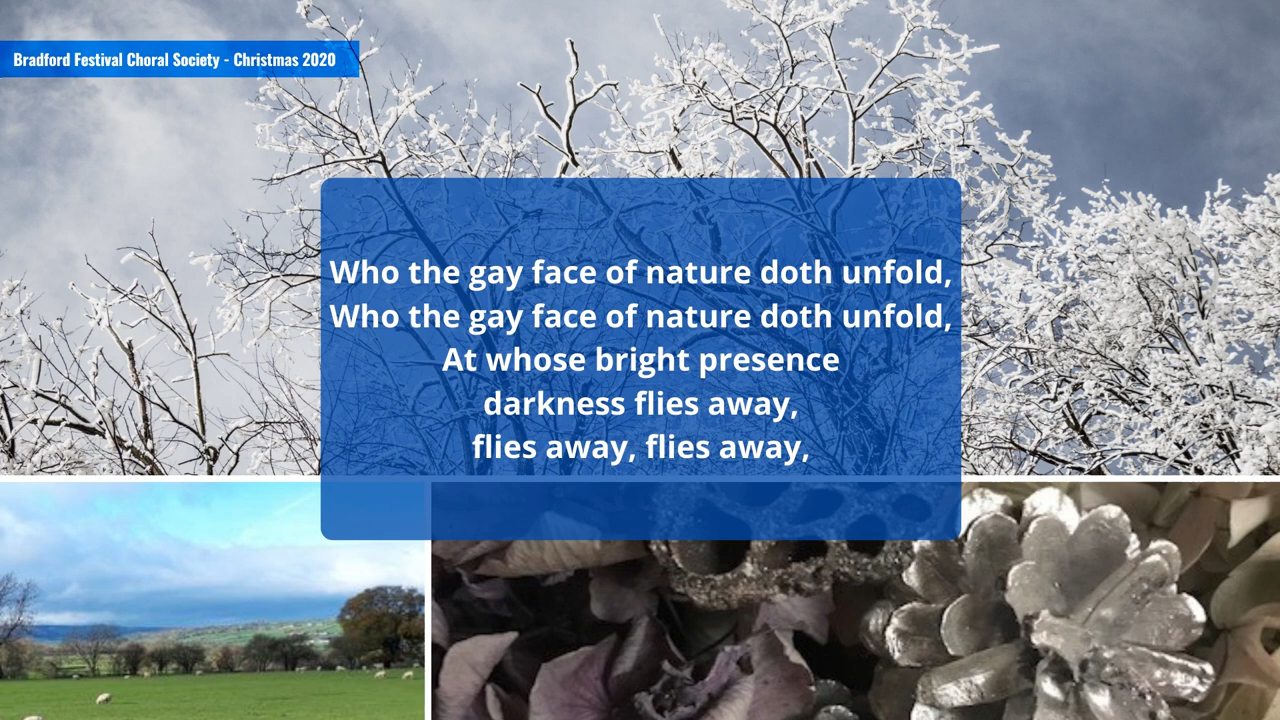 Bradford Festival Choral Society - Christmas 2020
Who the gay face of nature doth unfold,
Who the gay face of nature doth unfold,
At whose bright presence
darkness flies away,
flies away, flies away,